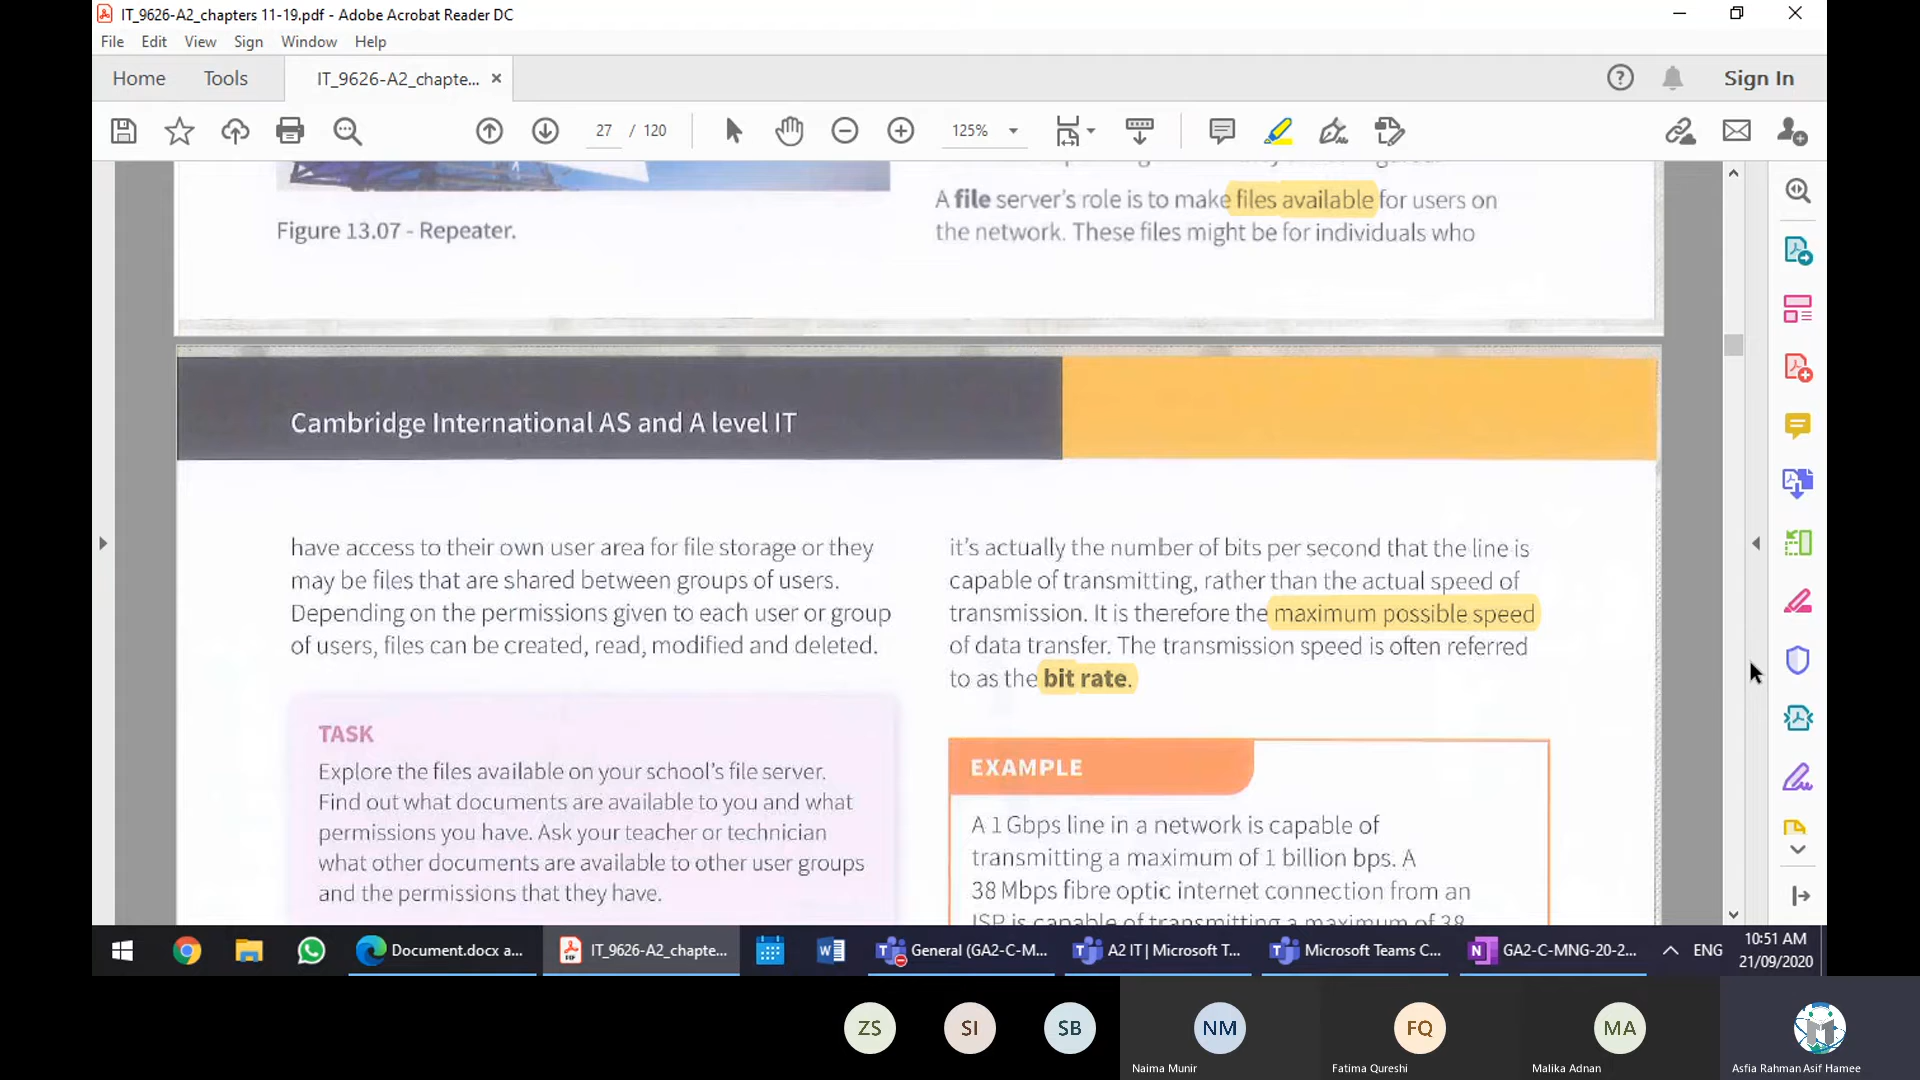 IT_9626-A2_chapters 11-19.pdf - Adobe Acrobat Reader DC
File Edit View Sign Window Help
Home Tools IT_9626-A2_chapte... × Sign In
27 / 120 125%
A file server's role is to make files available for users on
the network. These files might be for individuals who
Figure 13.07 - Repeater.
Cambridge International AS and A level IT
have access to their own user area for file storage or they
may be files that are shared between groups of users.
Depending on the permissions given to each user or group
of users, files can be created, read, modified and deleted.
TASK
Explore the files available on your school's file server.
Find out what documents are available to you and what
permissions you have. Ask your teacher or technician
what other documents are available to other user groups
and the permissions that they have.
it's actually the number of bits per second that the line is
capable of transmitting, rather than the actual speed of
transmission. It is therefore the maximum possible speed
of data transfer. The transmission speed is often referred
to as the bit rate.
EXAMPLE
A 1 Gbps line in a network is capable of
transmitting a maximum of 1 billion bps. A
38 Mbps fibre optic internet connection from an
ISP is capable of transmitting a maximum of 38
Document.docx a... IT_9626-A2_chapte... General (GA2-C-M... A2 IT | Microsoft T... Microsoft Teams C... GA2-C-MNG-20-2... ENG 10:51 AM
21/09/2020
ZS SI SB NM FQ MA
Naima Munir Fatima Qureshi Malika Adnan Asfia Rahman Asif Hamee